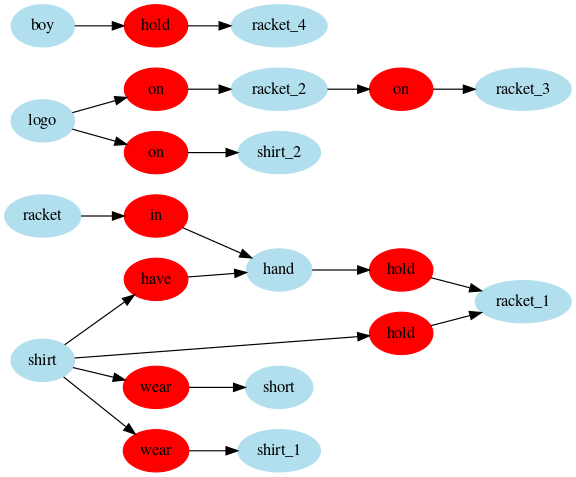 boy hold racket_4
on racket_2 on racket_3
logo
on shirt_2
racket in
hand hold
have
racket_1
hold
shirt
wear short
wear shirt_1